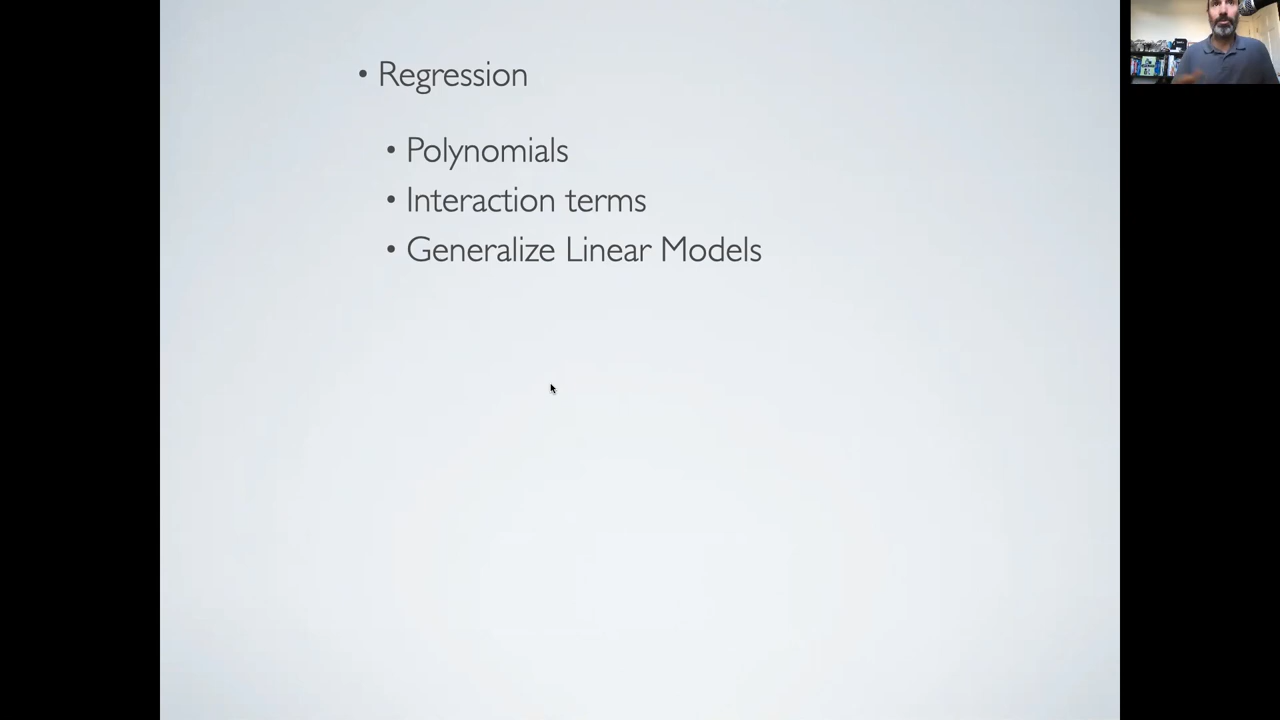 • Regression
• Polynomials
• Interaction terms
• Generalize Linear Models